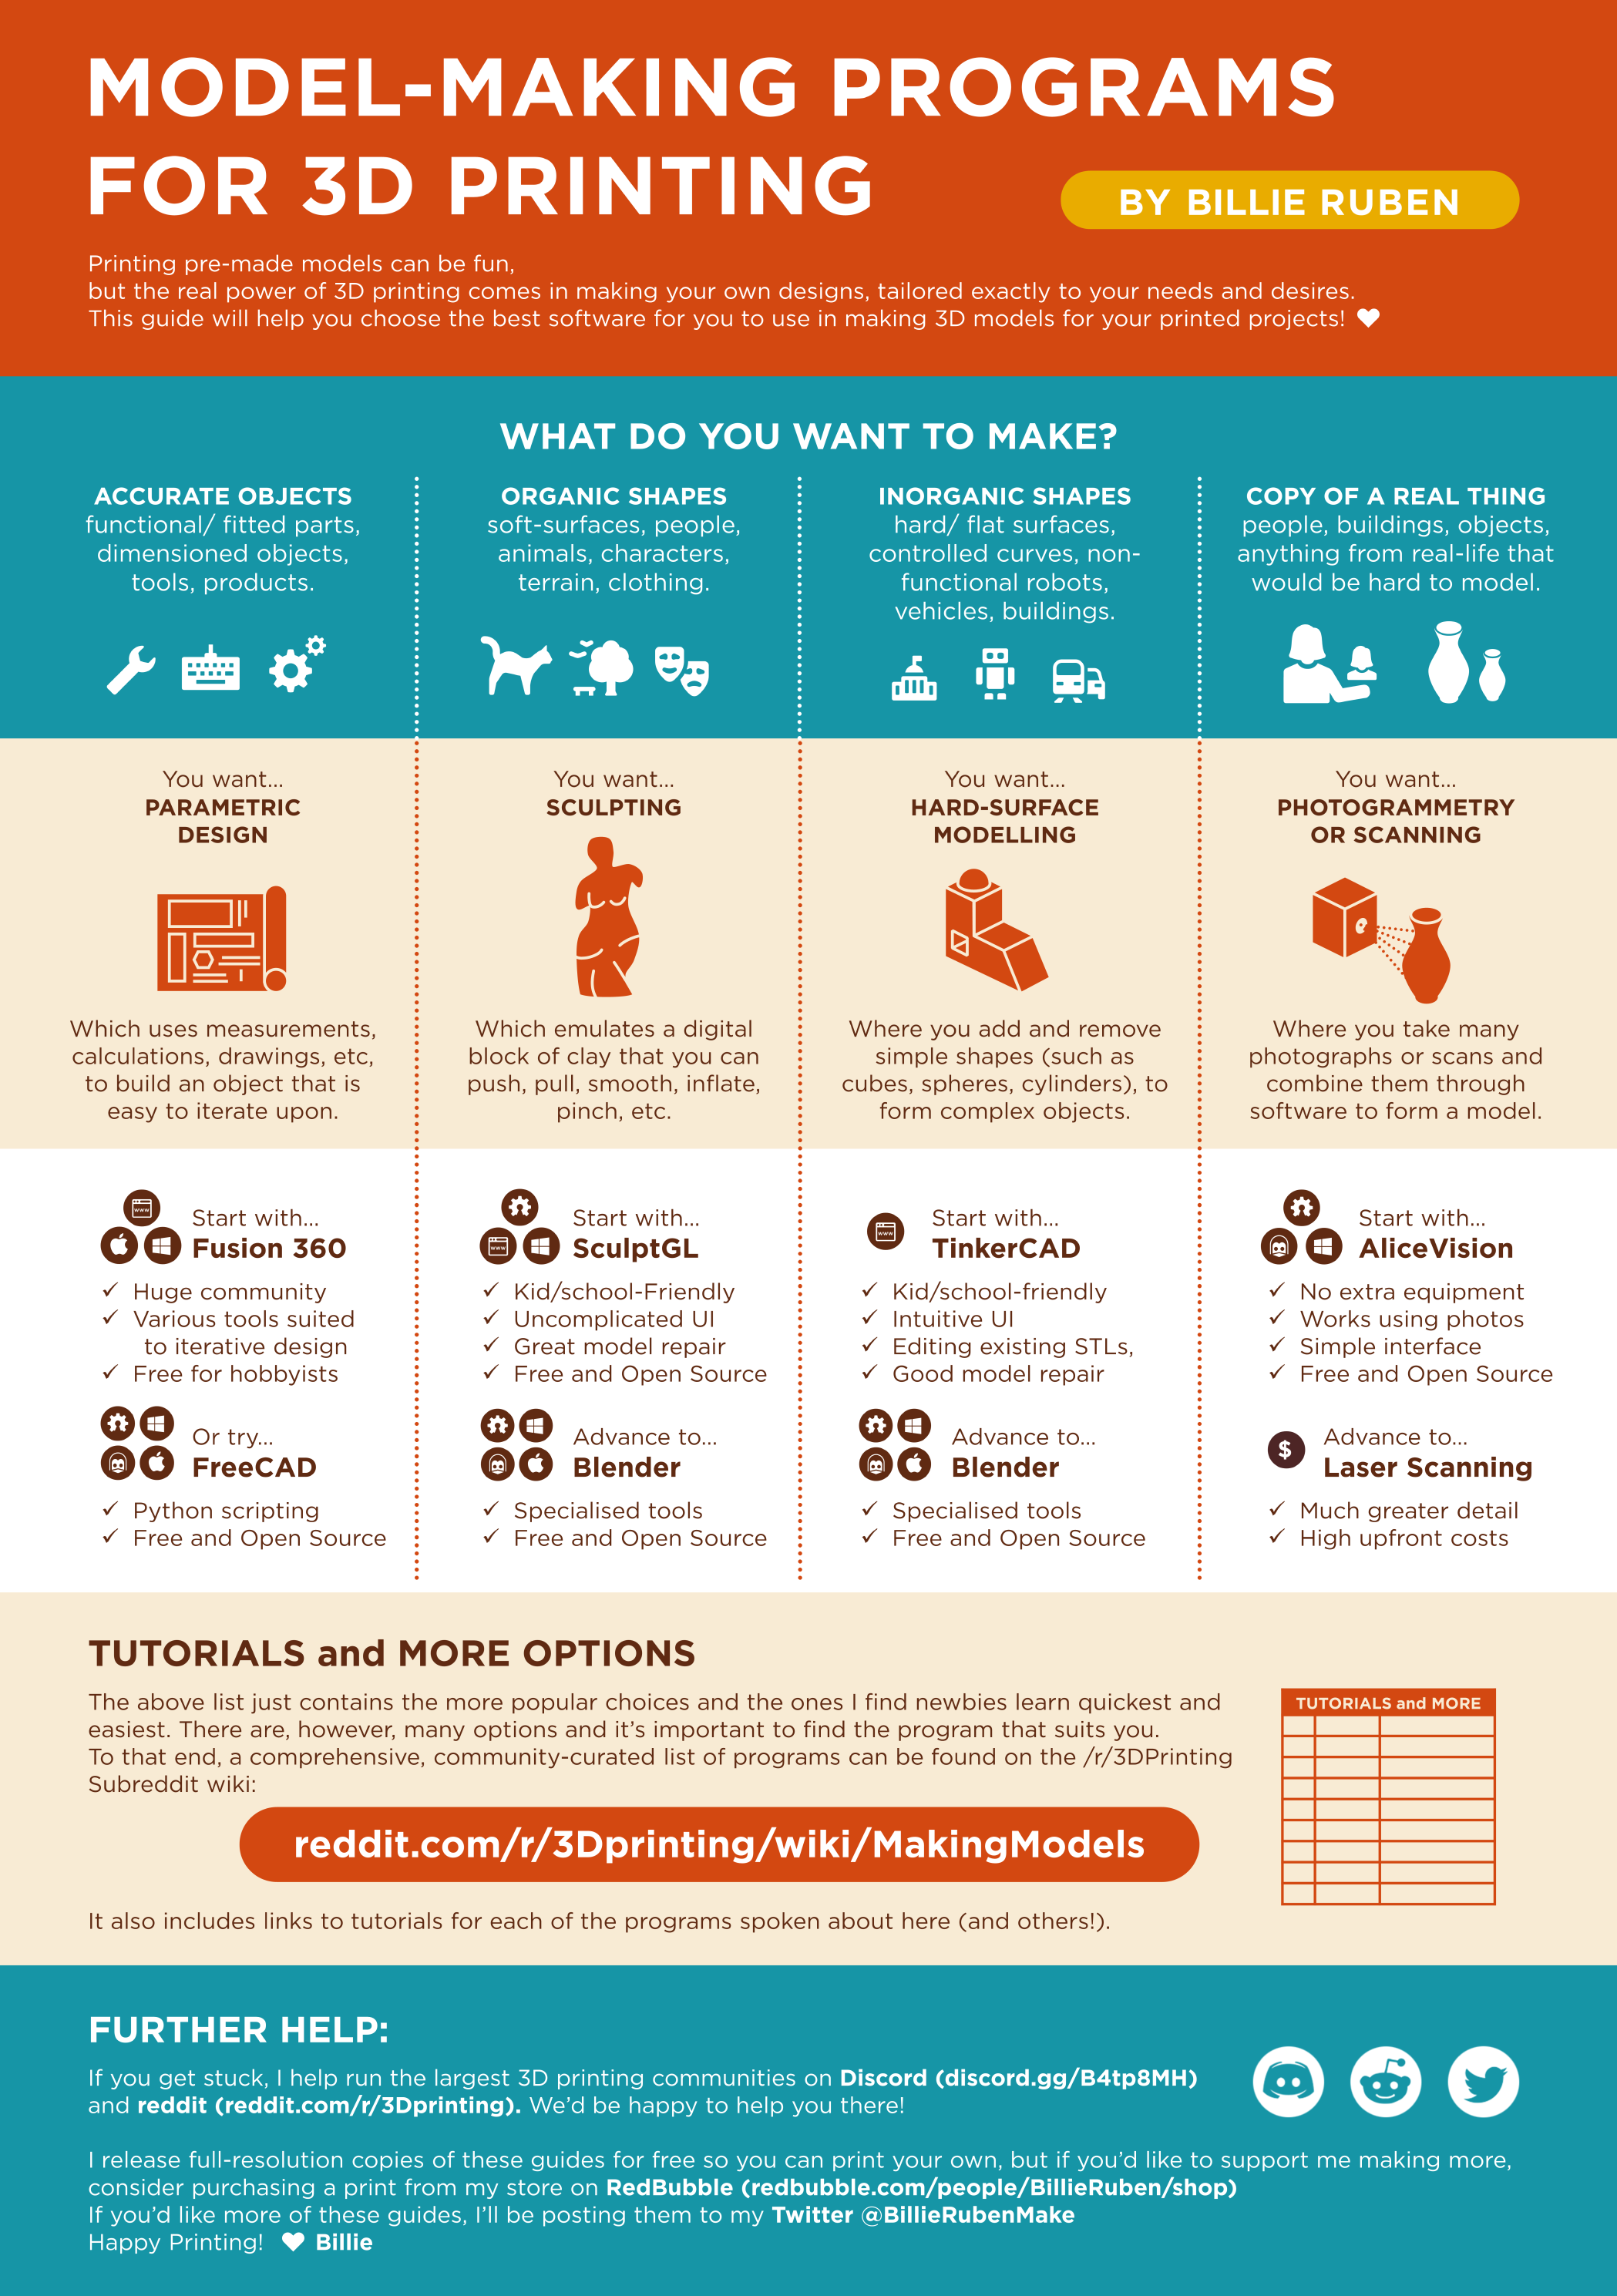 MODEL-MAKING PROGRAMS
FOR 3D PRINTING
BY BILLIE RUBEN
Printing pre-made models can be fun,
but the real power of 3D printing comes in making your own designs, tailored exactly to your needs and desires.
This guide will help you choose the best software for you to use in making 3D models for your printed projects!
WHAT DO YOU WANT TO MAKE?
ACCURATE OBJECTS
functional/ fitted parts,
dimensioned objects,
tools, products.
ORGANIC SHAPES
soft-surfaces, people,
animals, characters,
terrain, clothing.
INORGANIC SHAPES
hard/ flat surfaces,
controlled curves, non-
functional robots,
vehicles, buildings.
COPY OF A REAL THING
people, buildings, objects,
anything from real-life that
would be hard to model.
You want...
PARAMETRIC
DESIGN
Which uses measurements,
calculations, drawings, etc,
to build an object that is
easy to iterate upon.
You want...
SCULPTING
Which emulates a digital
block of clay that you can
push, pull, smooth, inflate,
pinch, etc.
You want...
HARD-SURFACE
MODELLING
Where you add and remove
simple shapes (such as
cubes, spheres, cylinders), to
form complex objects.
You want...
PHOTOGRAMMETRY
OR SCANNING
Where you take many
photographs or scans and
combine them through
software to form a model.
www
Start with...
Fusion 360
✓ Huge community
✓ Various tools suited
to iterative design
✓ Free for hobbyists
Or try...
FreeCAD
✓ Python scripting
✓ Free and Open Source
www
Start with...
SculptGL
✓ Kid/school-Friendly
✓ Uncomplicated UI
✓ Great model repair
✓ Free and Open Source
Advance to...
Blender
✓ Specialised tools
✓ Free and Open Source
www
Start with...
TinkerCAD
✓ Kid/school-friendly
✓ Intuitive UI
✓ Editing existing STLs,
✓ Good model repair
Advance to...
Blender
✓ Specialised tools
✓ Free and Open Source
Start with...
AliceVision
✓ No extra equipment
✓ Works using photos
✓ Simple interface
✓ Free and Open Source
$
Advance to...
Laser Scanning
✓ Much greater detail
✓ High upfront costs
TUTORIALS and MORE OPTIONS
The above list just contains the more popular choices and the ones I find newbies learn quickest and
easiest. There are, however, many options and it's important to find the program that suits you.
To that end, a comprehensive, community-curated list of programs can be found on the /r/3DPrinting
Subreddit wiki:
reddit.com/r/3Dprinting/wiki/MakingModels
It also includes links to tutorials for each of the programs spoken about here (and others!).
TUTORIALS and MORE
FURTHER HELP:
If you get stuck, I help run the largest 3D printing communities on Discord (discord.gg/B4tp8MH)
and reddit (reddit.com/r/3Dprinting). We'd be happy to help you there!
I release full-resolution copies of these guides for free so you can print your own, but if you'd like to support me making more,
consider purchasing a print from my store on RedBubble (redbubble.com/people/BillieRuben/shop)
If you'd like more of these guides, I'll be posting them to my Twitter @BillieRubenMake
Happy Printing! ♥ Billie